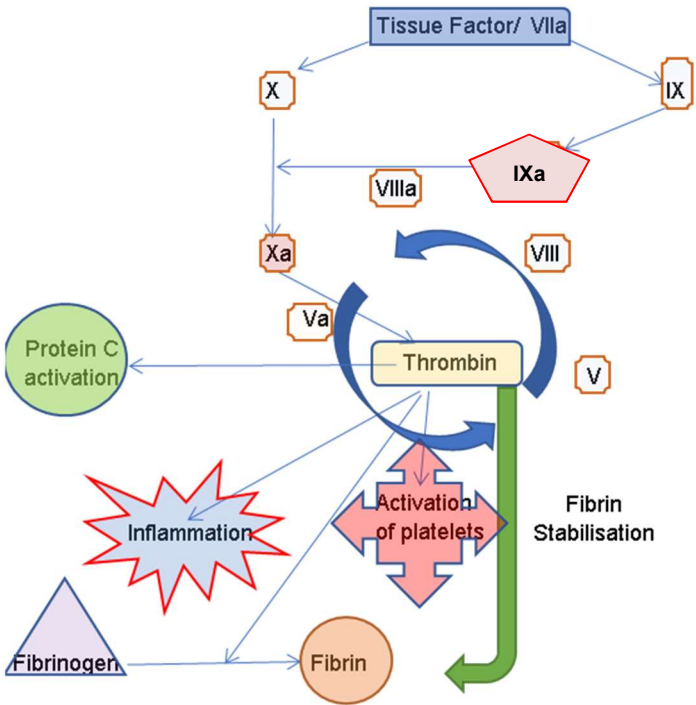 Tissue Factor/ VIIa
X
IX
IXa
VIIIa
Xa
VIII
Va
Thrombin
Protein C
activation
V
Activation
of platelets
Fibrin
Stabilisation
Inflammation
Fibrinogen
Fibrin